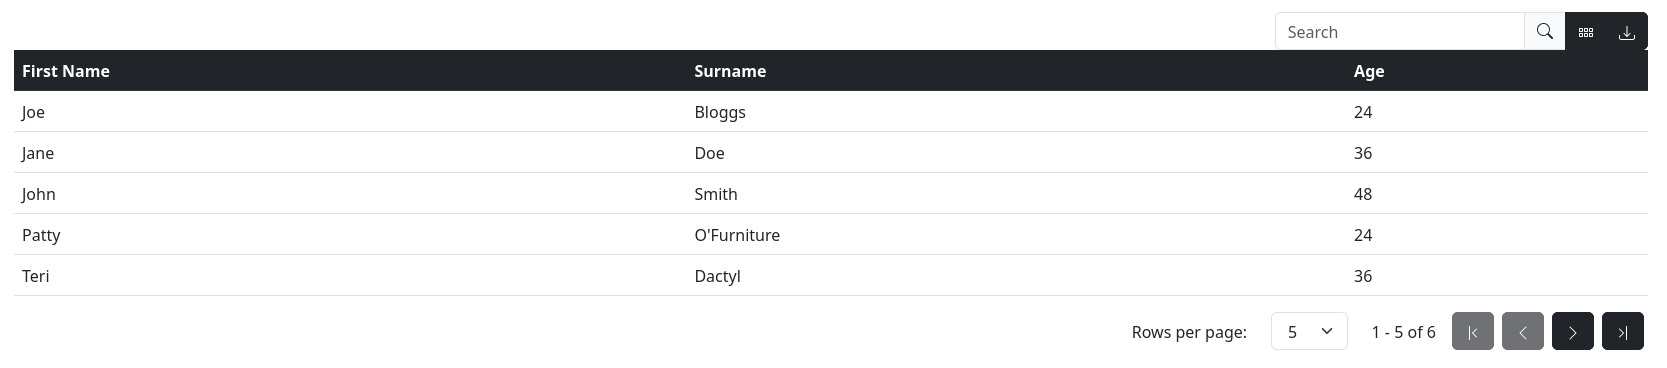 Search
First Name Surname Age
Joe Bloggs 24
Jane Doe 36
John Smith 48
Patty O'Furniture 24
Teri Dactyl 36
Rows per page: 5 1 - 5 of 6